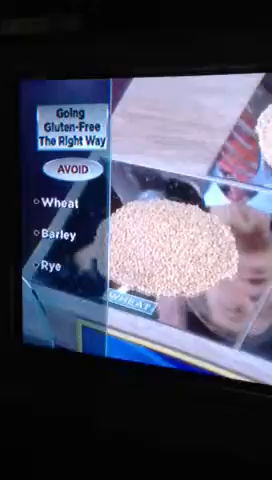 Going
Gluten-Free
The Right Way
AVOID
Wheat
Barley
Rye
WHEAT